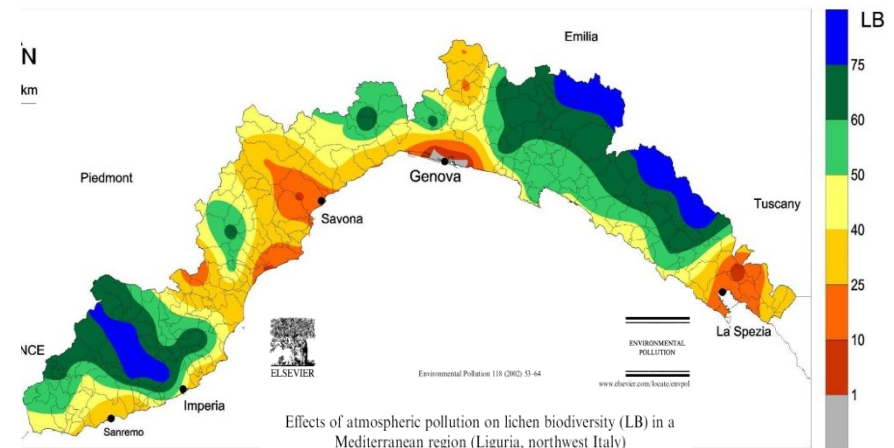 LB
Emilia
N
km
75
60
50
40
25
10
1
Piedmont
Genova
Tuscany
Savona
La Spezia
NCE
Imperia
Sanremo
ELSEVIER
Environmental Pollution 118 (2002) 53–64
ENVIRONMENTAL
POLLUTION
www.elsevier.com/locate/envpol
Effects of atmospheric pollution on lichen biodiversity (LB) in a
Mediterranean region (Liguria, northwest Italy)